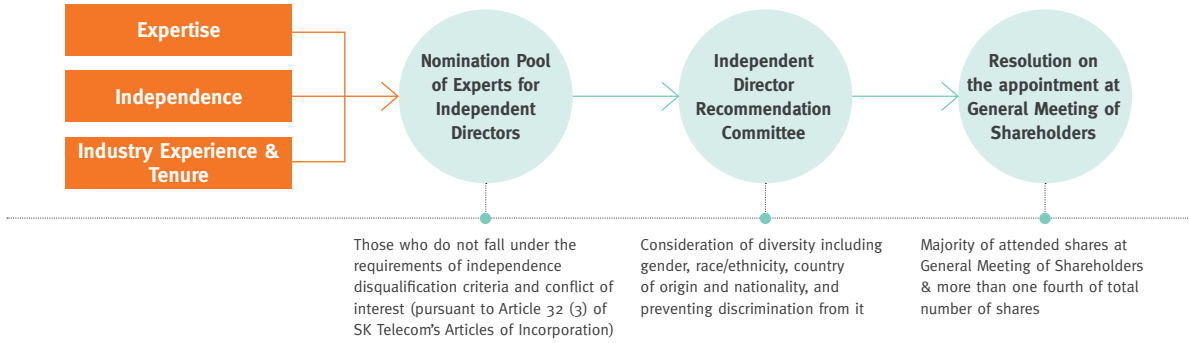 Expertise
Independence
Industry Experience &
Tenure
Nomination Pool
of Experts for
Independent
Directors
Independent
Director
Recommendation
Committee
Resolution on
the appointment at
General Meeting of
Shareholders
Those who do not fall under the
requirements of independence
disqualification criteria and conflict of
interest (pursuant to Article 32 (3) of
SK Telecom's Articles of Incorporation)
Consideration of diversity including
gender, race/ethnicity, country
of origin and nationality, and
preventing discrimination from it
Majority of attended shares at
General Meeting of Shareholders
& more than one fourth of total
number of shares